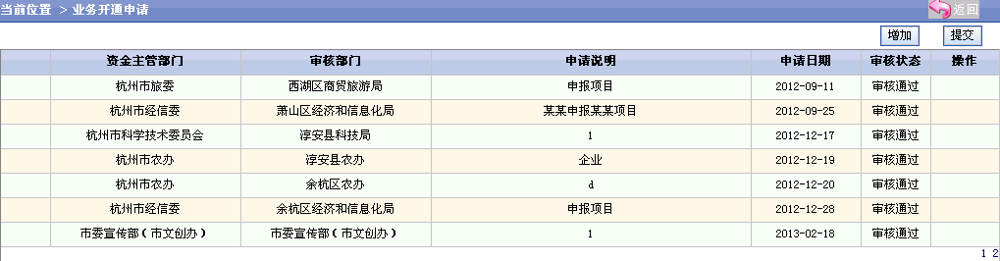 当前位置 > 业务开通申请 返回
增加 提交
资金主管部门 审核部门 申请说明 申请日期 审核状态 操作
杭州市旅委 西湖区商贸旅游局 申报项目 2012-09-11 审核通过
杭州市经信委 萧山区经济和信息化局 某某申报某某项目 2012-09-25 审核通过
杭州市科学技术委员会 淳安县科技局 1 2012-12-17 审核通过
杭州市农办 淳安县农办 企业 2012-12-19 审核通过
杭州市农办 余杭区农办 d 2012-12-20 审核通过
杭州市经信委 余杭区经济和信息化局 申报项目 2012-12-28 审核通过
市委宣传部(市文创办) 市委宣传部(市文创办) 1 2013-02-18 审核通过
1 2